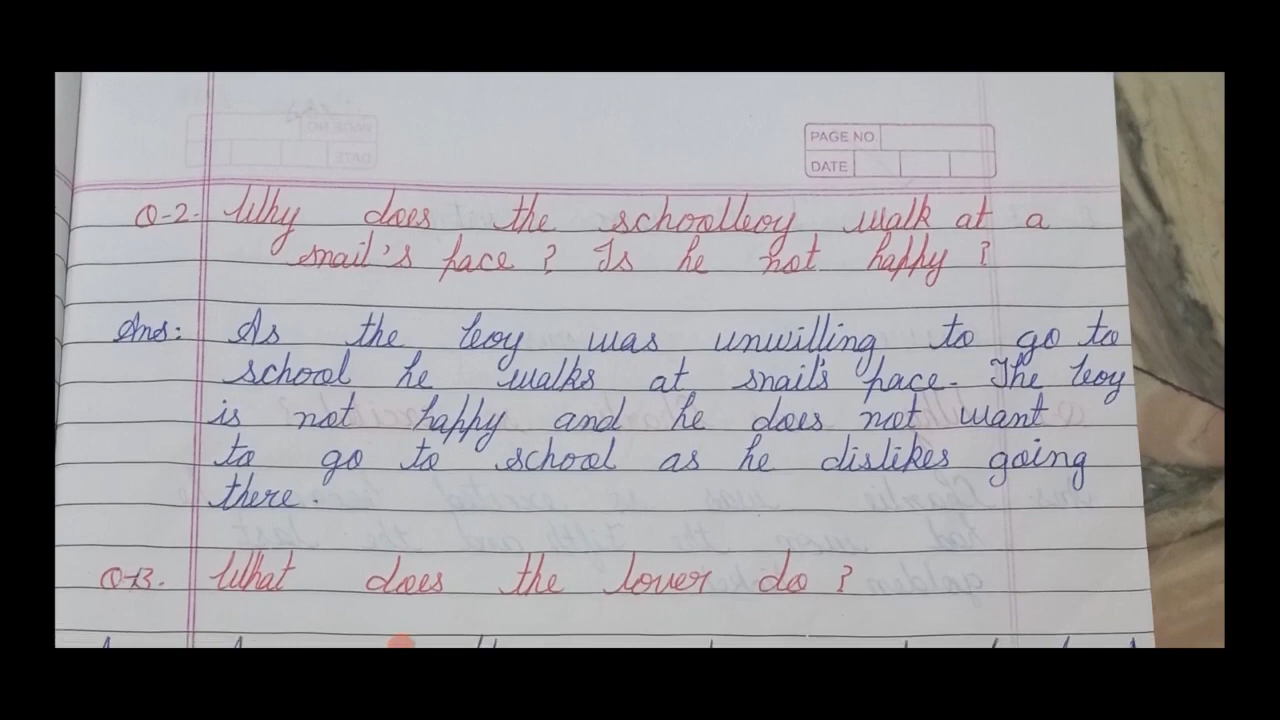 PAGE NO.
DATE
Q-2. Why does the schoolboy walk at a
snail's pace ? Is he not happy ?
Ans: As the boy was unwilling to go to
school he walks at snail's pace. The boy
is not happy and he does not want
to go to school as he dislikes going
there.
Q-3. What does the lover do ?